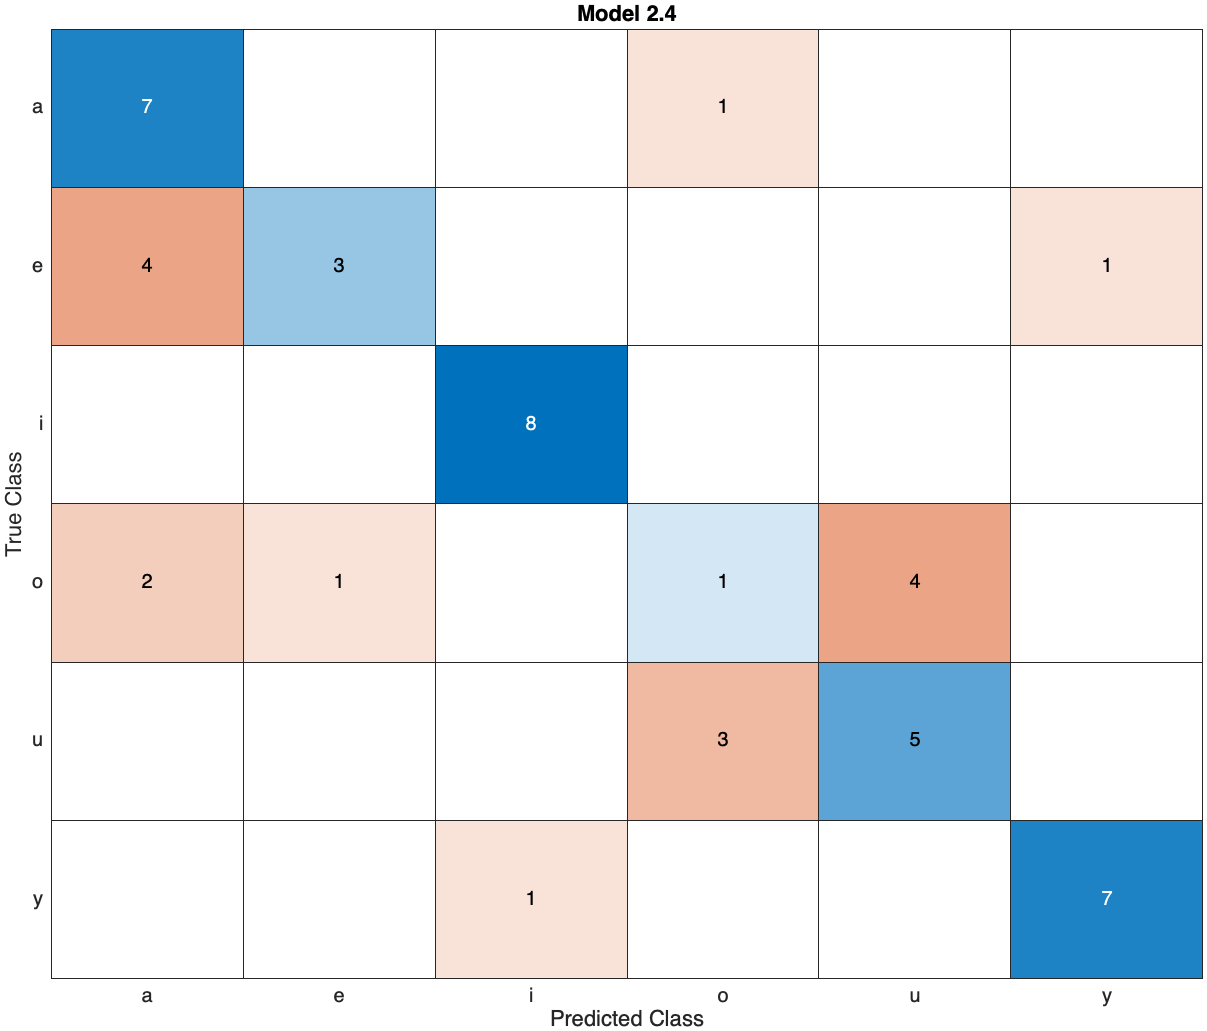 Model 2.4
a 7 1
e 4 3 1
i 8
o 2 1 1 4
u 3 5
y 1 7
True Class
a e i o u y
Predicted Class